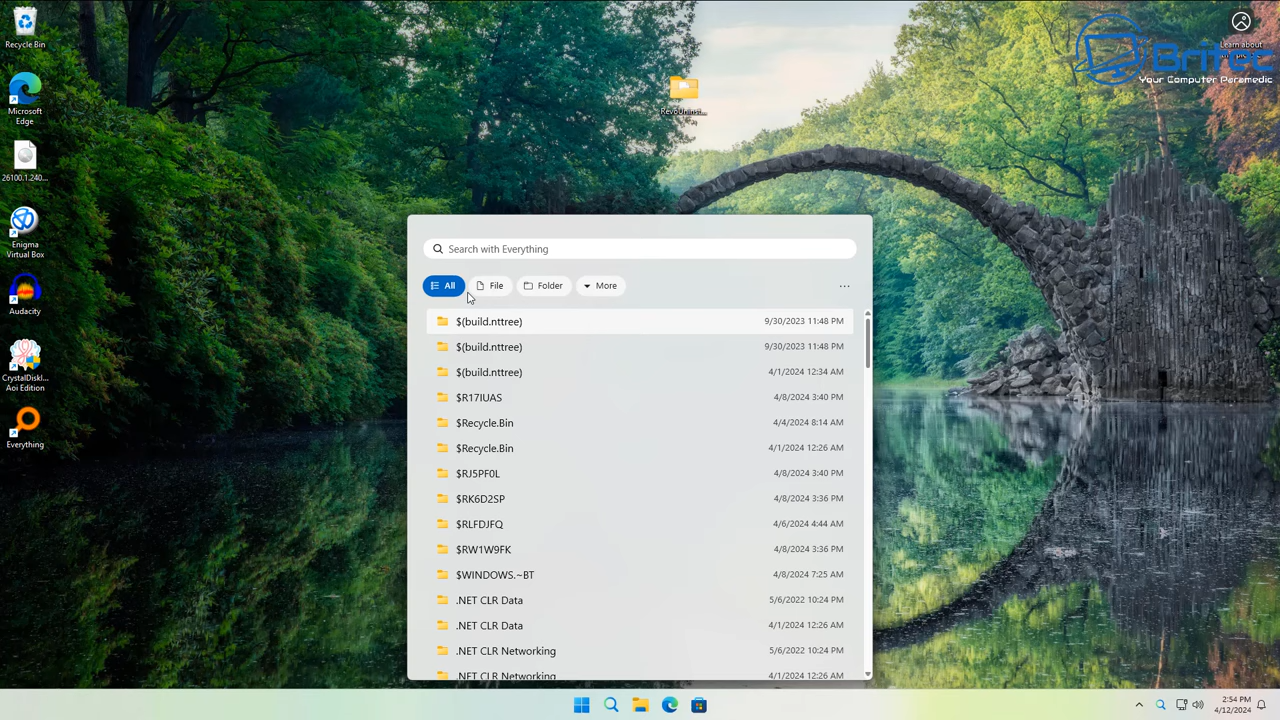 Recycle Bin
Microsoft
Edge
26100.1.240...
Enigma
Virtual Box
Audacity
CrystalDiskI...
Aoi Edition
Everything
RevoUninst...
Learn about
Britec
Your Computer Paramedic
Search with Everything
All File Folder More ...
$(build.nttree) 9/30/2023 11:48 PM
$(build.nttree) 9/30/2023 11:48 PM
$(build.nttree) 4/1/2024 12:34 AM
$R17IUAS 4/8/2024 3:40 PM
$Recycle.Bin 4/4/2024 8:14 AM
$Recycle.Bin 4/1/2024 12:26 AM
$RJ5PF0L 4/8/2024 3:40 PM
$RK6D2SP 4/8/2024 3:36 PM
$RLFDJFQ 4/6/2024 4:44 AM
$RW1W9FK 4/8/2024 3:36 PM
$WINDOWS.~BT 4/8/2024 7:25 AM
.NET CLR Data 5/6/2022 10:24 PM
.NET CLR Data 4/1/2024 12:26 AM
.NET CLR Networking 5/6/2022 10:24 PM
.NET CLR Networking 4/1/2024 12:26 AM
2:54 PM
4/12/2024